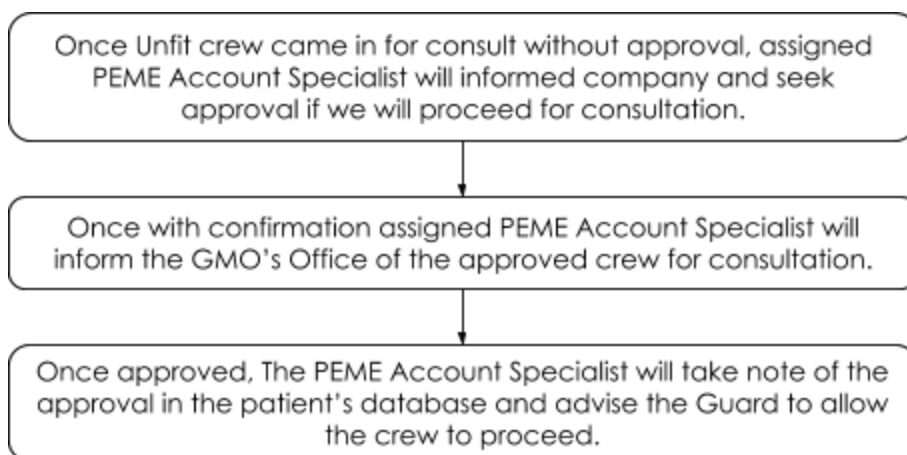 Once Unfit crew came in for consult without approval, assigned
PEME Account Specialist will informed company and seek
approval if we will proceed for consultation.
Once with confirmation assigned PEME Account Specialist will
inform the GMO's Office of the approved crew for consultation.
Once approved, The PEME Account Specialist will take note of the
approval in the patient's database and advise the Guard to allow
the crew to proceed.